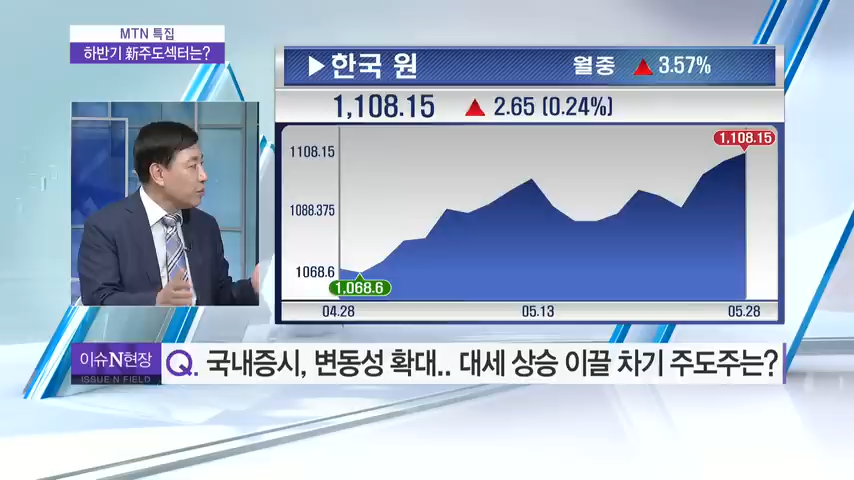 MTN 특집
하반기 新주도섹터는?
▶한국 원 월중 ▲ 3.57%
1,108.15 ▲ 2.65 (0.24%)
1,108.15
1108.15
1088.375
1068.6
1,068.6
04.28 05.13 05.28
이슈N현장
ISSUE N FIELD
Q. 국내증시, 변동성 확대.. 대세 상승 이끌 차기 주도주는?